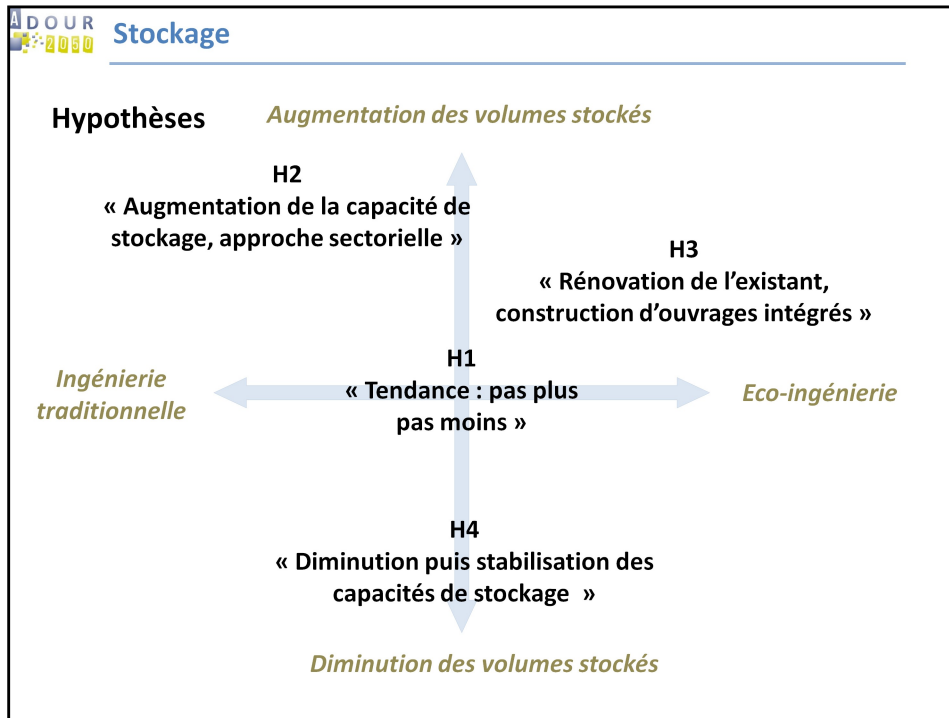 ADOUR
2050
Stockage
Hypothèses
Augmentation des volumes stockés
H2
« Augmentation de la capacité de
stockage, approche sectorielle »
H3
« Rénovation de l’existant,
construction d’ouvrages intégrés »
Ingénierie
traditionnelle
H1
« Tendance : pas plus
pas moins »
Eco-ingénierie
H4
« Diminution puis stabilisation des
capacités de stockage  »
Diminution des volumes stockés